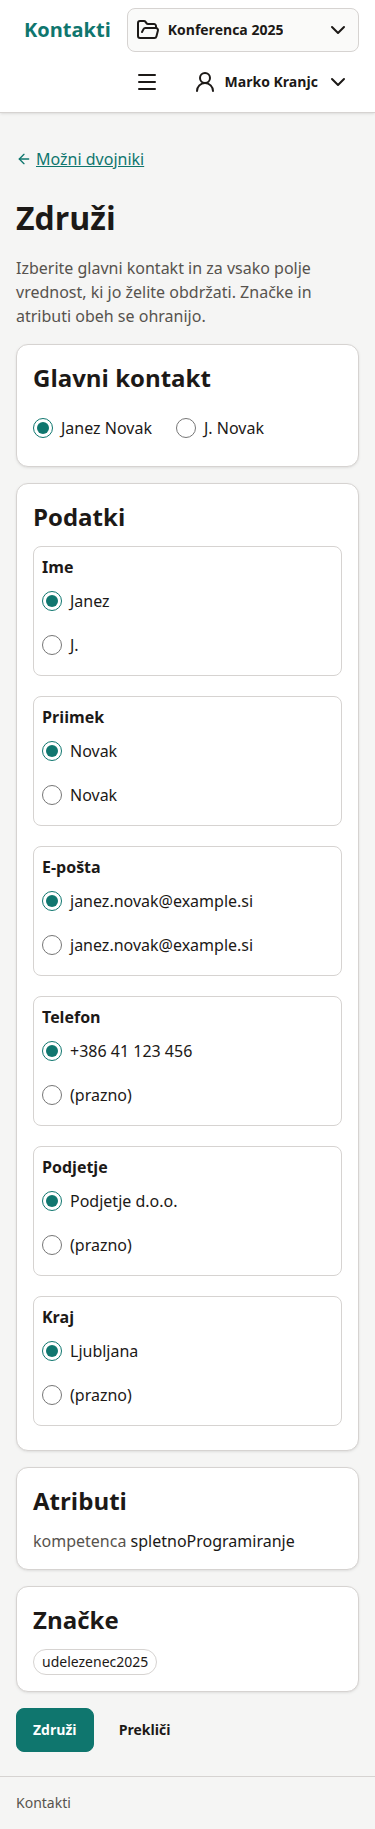 Kontakti
Konferenca 2025
Marko Kranjc
← Možni dvojniki
Združi
Izberite glavni kontakt in za vsako polje
vrednost, ki jo želite obdržati. Značke in
atributi obeh se ohranijo.
Glavni kontakt
Janez Novak J. Novak
Podatki
Ime
Janez
J.
Priimek
Novak
Novak
E-pošta
janez.novak@example.si
janez.novak@example.si
Telefon
+386 41 123 456
(prazno)
Podjetje
Podjetje d.o.o.
(prazno)
Kraj
Ljubljana
(prazno)
Atributi
kompetenca spletnoProgramiranje
Značke
udelezenec2025
Združi Prekliči
Kontakti